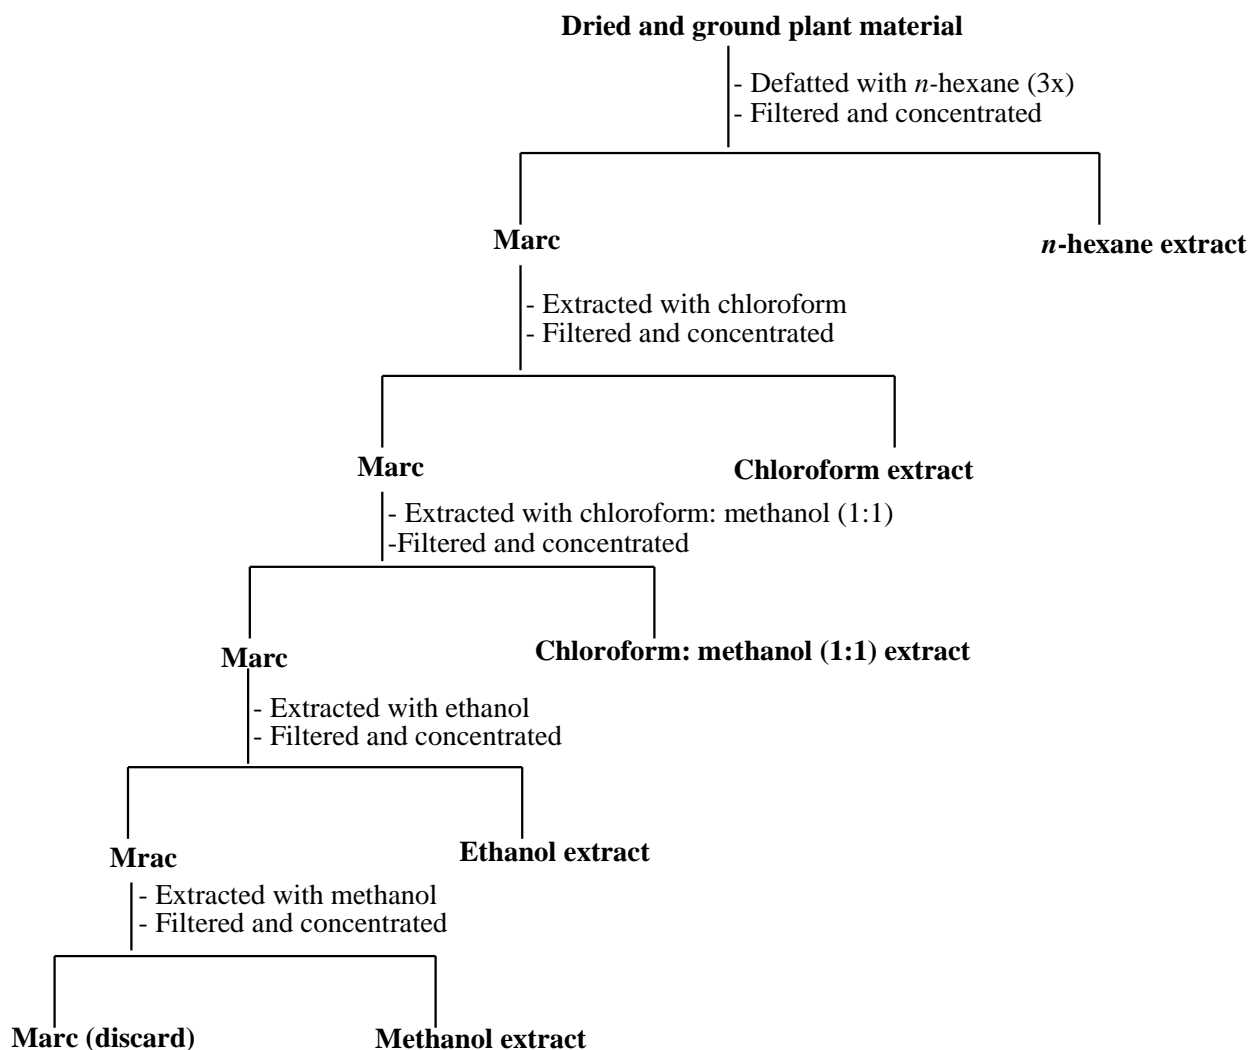 Dried and ground plant material
- Defatted with n-hexane (3x)
- Filtered and concentrated
Marc
n-hexane extract
- Extracted with chloroform
- Filtered and concentrated
Marc
Chloroform extract
- Extracted with chloroform: methanol (1:1)
-Filtered and concentrated
Marc
Chloroform: methanol (1:1) extract
- Extracted with ethanol
- Filtered and concentrated
Mrac
Ethanol extract
- Extracted with methanol
- Filtered and concentrated
Marc (discard)
Methanol extract